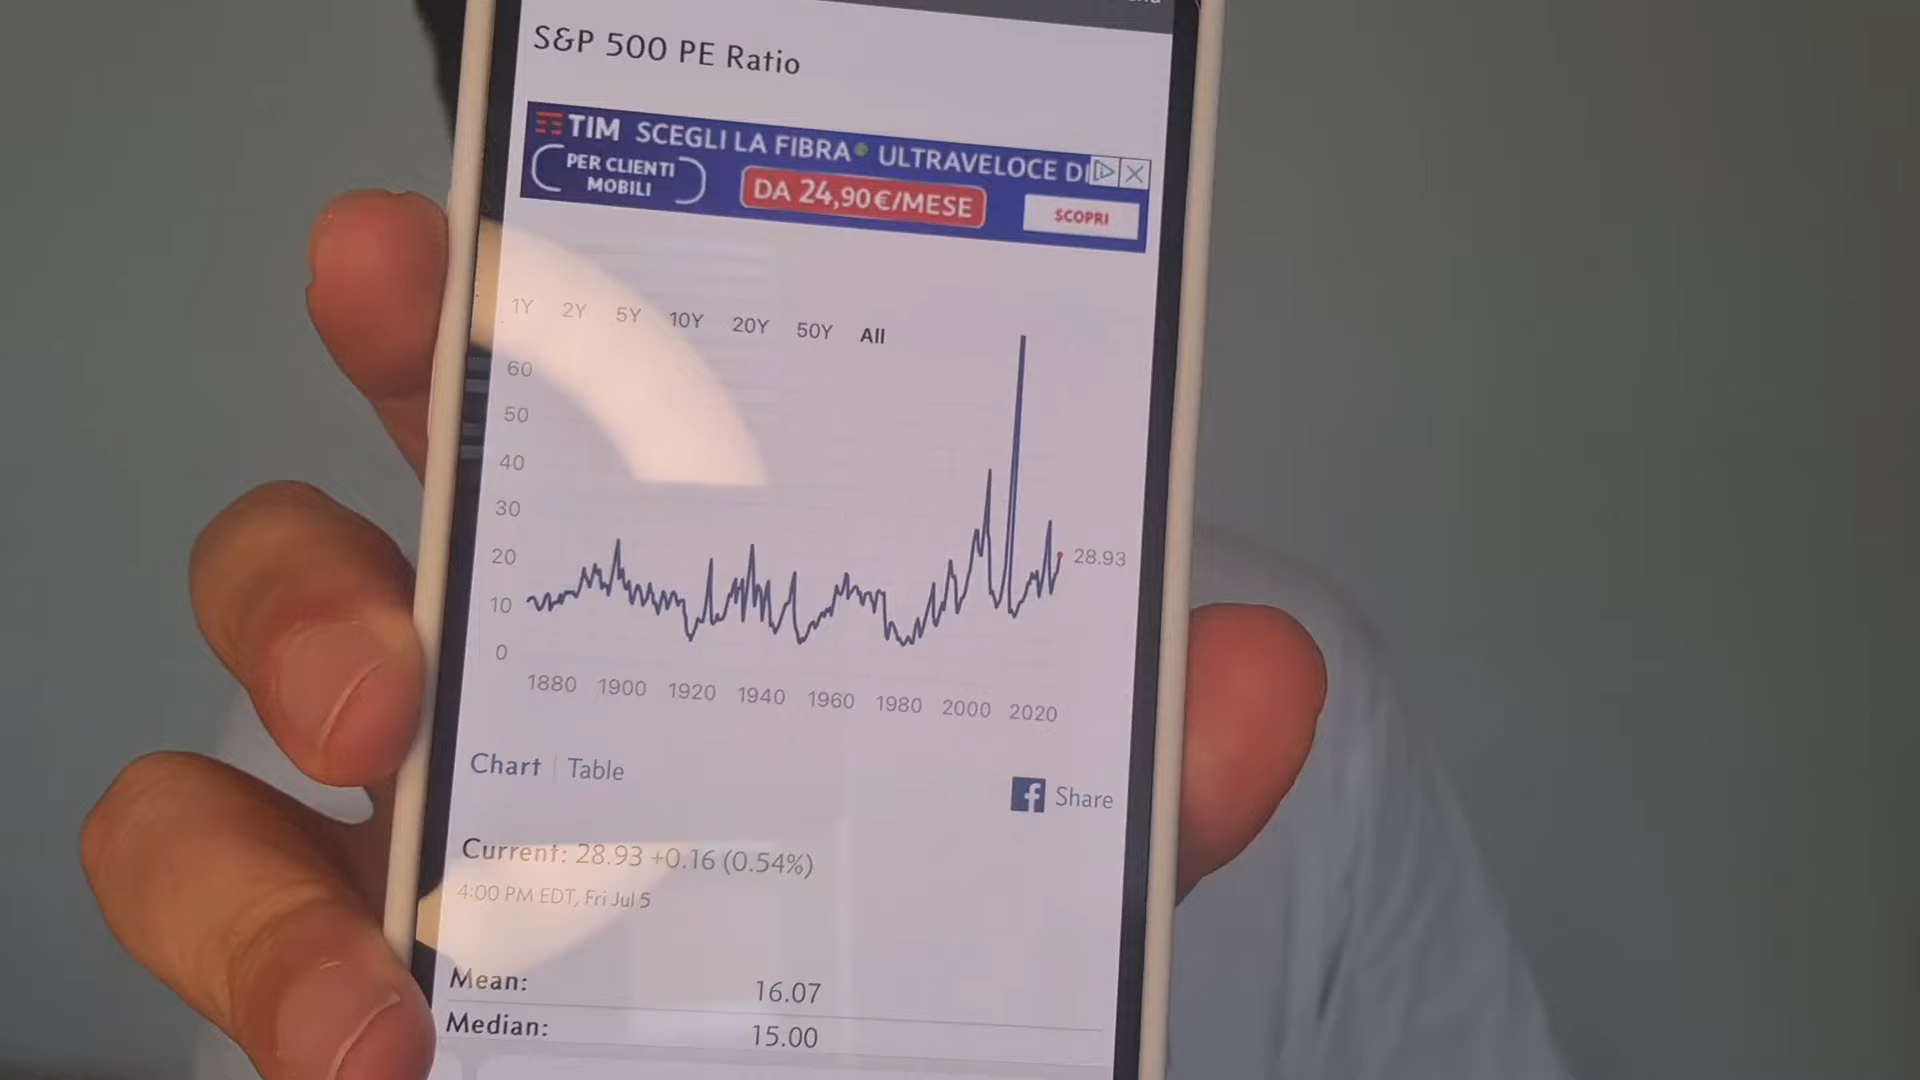 S&P 500 PE Ratio
TIM SCEGLI LA FIBRA ULTRAVELOCE DI
PER CLIENTI
MOBILI
DA 24,90€/MESE
SCOPRI
1Y 2Y 5Y 10Y 20Y 50Y All
60
50
40
30
20
28.93
10
0
1880 1900 1920 1940 1960 1980 2000 2020
Chart | Table
f Share
Current: 28.93 +0.16 (0.54%)
4:00 PM EDT, Fri Jul 5
Mean: 16.07
Median: 15.00